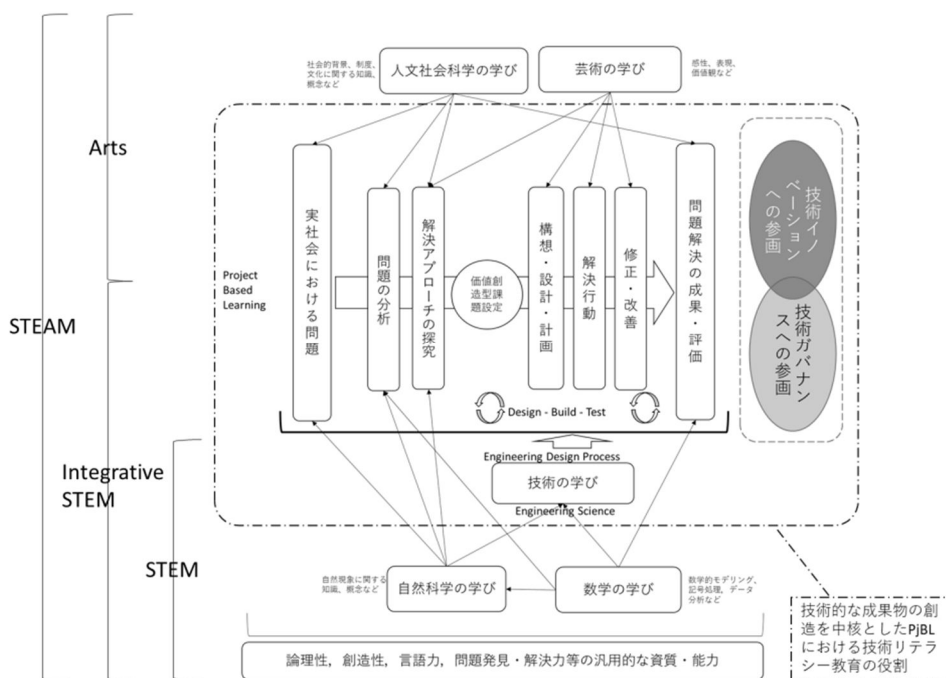 社会的背景、制度、
文化に関する知識、
概念など
人文社会科学の学び
芸術の学び
感性、表現、
価値観など
Arts
STEAM
Integrative
STEM
STEM
Project
Based
Learning
実社会における問題
問題の分析
解決アプローチの探究
価値創
造型課
題設定
構想・設計・計画
解決行動
修正・改善
問題解決の成果・評価
技術イノ
ベーション
への参画
技術ガバナン
スへの参画
Design - Build - Test
Engineering Design Process
技術の学び
Engineering Science
自然現象に関する
知識、概念など
自然科学の学び
数学の学び
数学的モデリング、
記号処理、データ
分析など
論理性，創造性，言語力，問題発見・解決力等の汎用的な資質・能力
技術的な成果物の創
造を中核としたPjBL
における技術リテラ
シー教育の役割